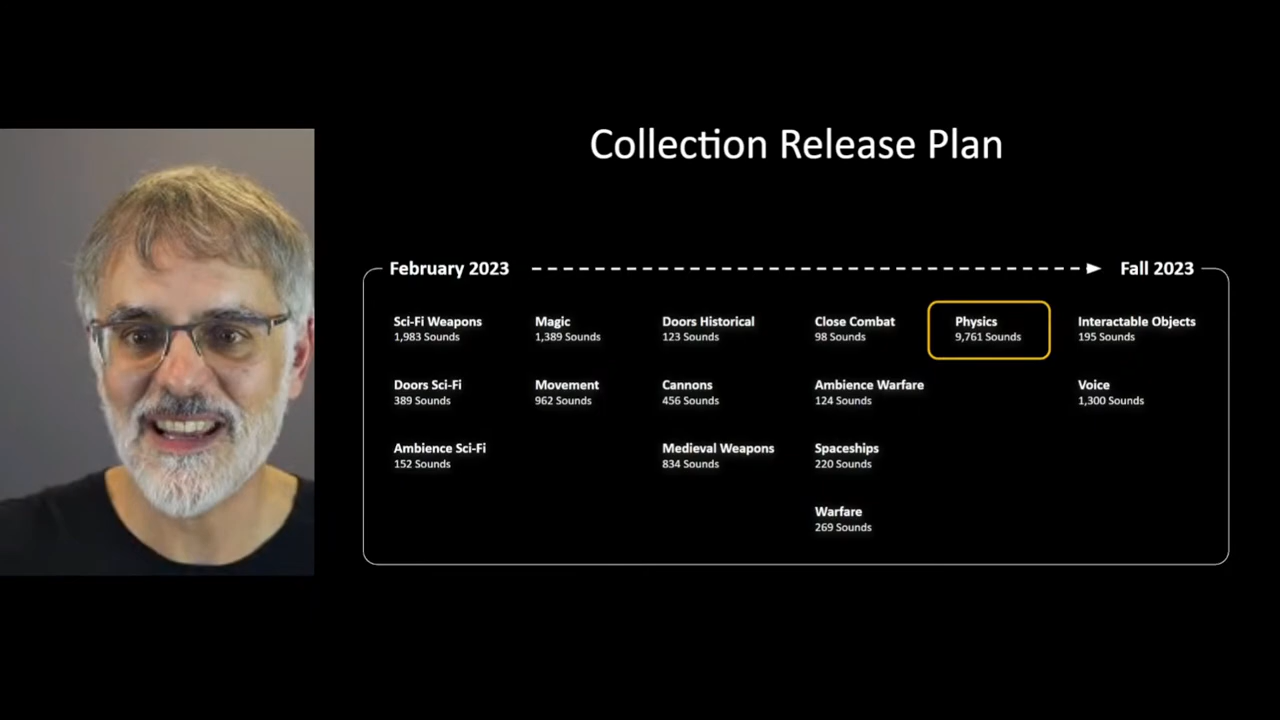 Collection Release Plan
February 2023
Fall 2023
Sci-Fi Weapons
1,983 Sounds
Doors Sci-Fi
389 Sounds
Ambience Sci-Fi
152 Sounds
Magic
1,389 Sounds
Movement
962 Sounds
Doors Historical
123 Sounds
Cannons
456 Sounds
Medieval Weapons
834 Sounds
Close Combat
98 Sounds
Ambience Warfare
124 Sounds
Spaceships
220 Sounds
Warfare
269 Sounds
Physics
9,761 Sounds
Interactable Objects
195 Sounds
Voice
1,300 Sounds